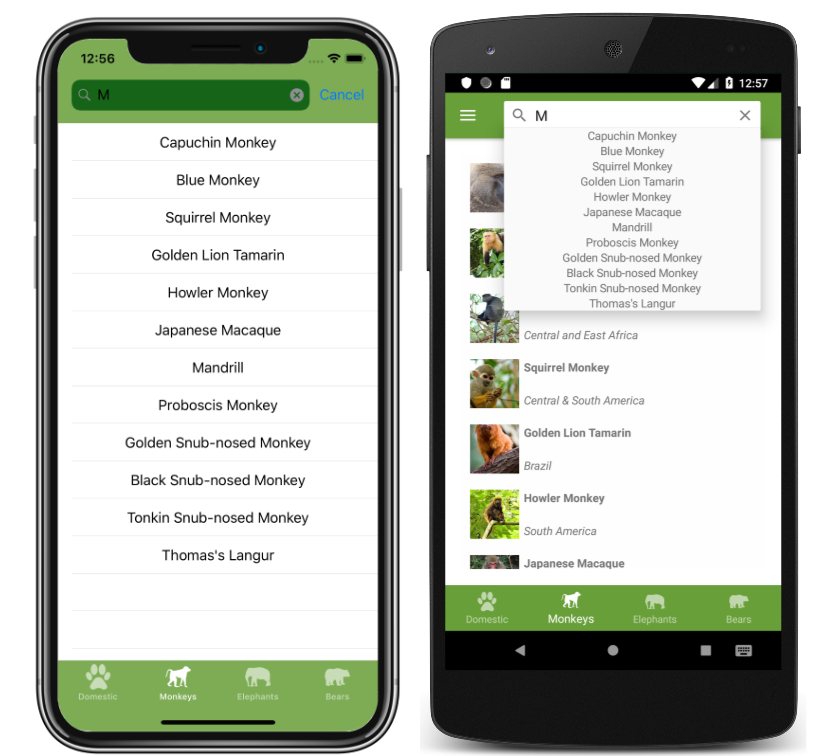 12:56
M
Cancel
Capuchin Monkey
Blue Monkey
Squirrel Monkey
Golden Lion Tamarin
Howler Monkey
Japanese Macaque
Mandrill
Proboscis Monkey
Golden Snub-nosed Monkey
Black Snub-nosed Monkey
Tonkin Snub-nosed Monkey
Thomas's Langur
Domestic
Monkeys
Elephants
Bears
12:57
M
Capuchin Monkey
Blue Monkey
Squirrel Monkey
Golden Lion Tamarin
Howler Monkey
Japanese Macaque
Mandrill
Proboscis Monkey
Golden Snub-nosed Monkey
Black Snub-nosed Monkey
Tonkin Snub-nosed Monkey
Thomas's Langur
Central and East Africa
Squirrel Monkey
Central & South America
Golden Lion Tamarin
Brazil
Howler Monkey
South America
Japanese Macaque
Domestic
Monkeys
Elephants
Bears